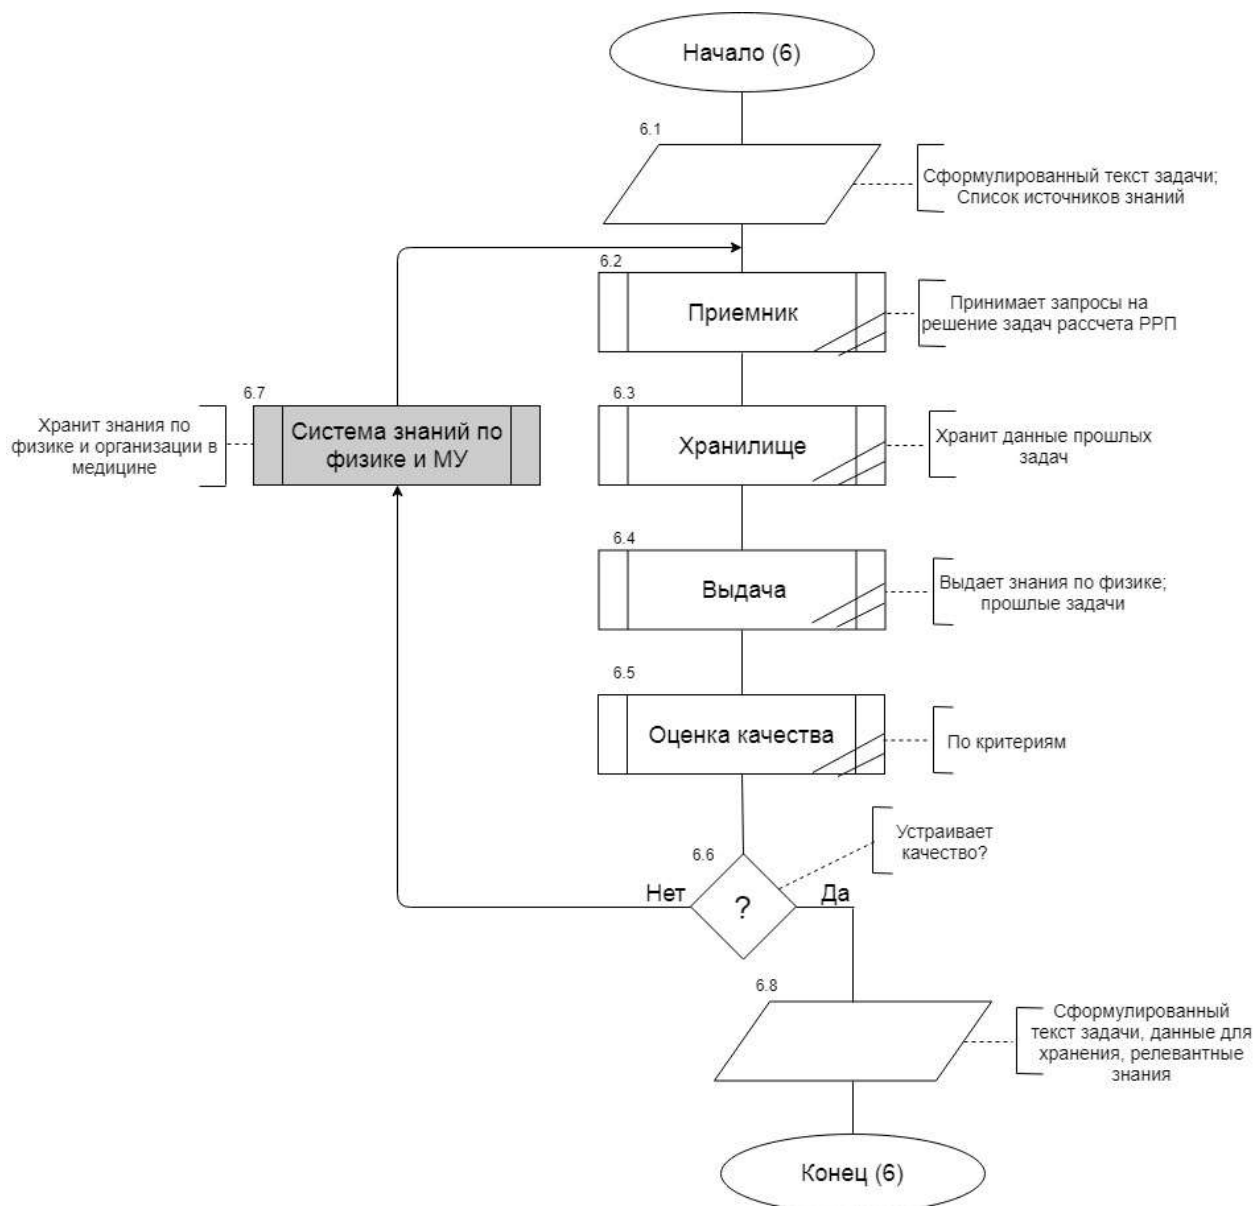 Начало (6)
6.1
Сформулированный текст задачи;
Список источников знаний
6.2
Приемник
Принимает запросы на
решение задач рассчета РРП
6.7
Хранит знания по
физике и организации в
медицине
Система знаний по
физике и МУ
6.3
Хранилище
Хранит данные прошлых
задач
6.4
Выдача
Выдает знания по физике;
прошлые задачи
6.5
Оценка качества
По критериям
6.6
Устраивает
качество?
Нет
?
Да
6.8
Сформулированный
текст задачи, данные для
хранения, релевантные
знания
Конец (6)